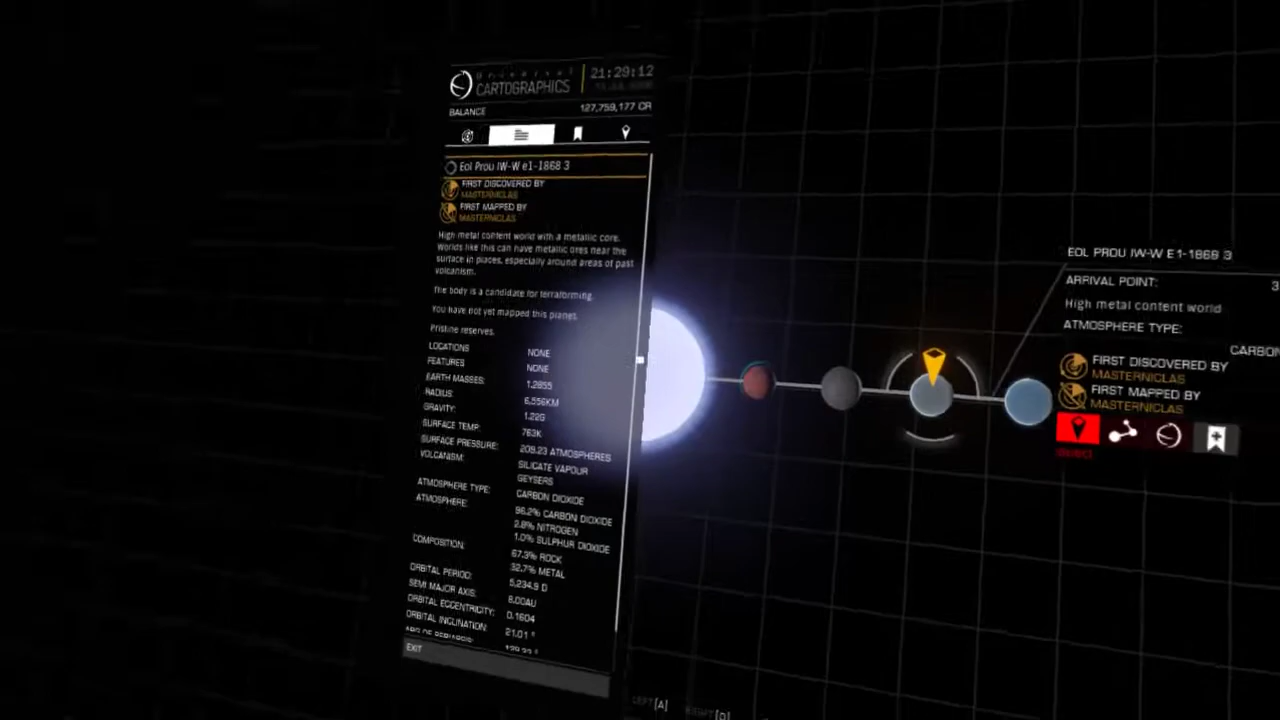 Universal
CARTOGRAPHICS
21:29:12
BALANCE 127,759,177 CR
Eol Prou IW-W e1-1868 3
FIRST DISCOVERED BY
MASTERNICLAS
FIRST MAPPED BY
MASTERNICLAS
High metal content world with a metallic core.
Worlds like this can have metallic ores near the
surface in places, especially around areas of past
volcanism.
The body is a candidate for terraforming.
You have not yet mapped this planet.
Pristine reserves.
LOCATIONS NONE
FEATURES NONE
EARTH MASSES: 1.2855
RADIUS: 6,556KM
GRAVITY: 1.22G
SURFACE TEMP: 763K
SURFACE PRESSURE: 209.23 ATMOSPHERES
VOLCANISM: SILICATE VAPOUR
GEYSERS
ATMOSPHERE TYPE: CARBON DIOXIDE
ATMOSPHERE: 96.2% CARBON DIOXIDE
2.8% NITROGEN
1.0% SULPHUR DIOXIDE
COMPOSITION: 67.3% ROCK
32.7% METAL
ORBITAL PERIOD: 5,234.9 D
SEMI MAJOR AXIS: 6.00AU
ORBITAL ECCENTRICITY: 0.1604
ORBITAL INCLINATION: 21.01 °
EXIT
EOL PROU IW-W E1-1868 3
ARRIVAL POINT: 3
High metal content world
ATMOSPHERE TYPE:
CARBON
FIRST DISCOVERED BY
MASTERNICLAS
FIRST MAPPED BY
MASTERNICLAS
SELECT
LEFT [A] RIGHT [D]